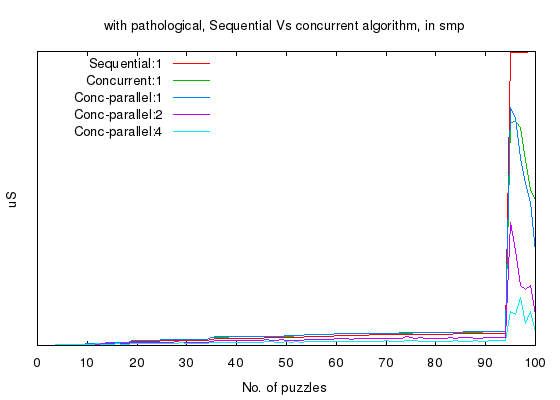 with pathological, Sequential Vs concurrent algorithm, in smp
Sequential:1
Concurrent:1
Conc-parallel:1
Conc-parallel:2
Conc-parallel:4
uS
0 10 20 30 40 50 60 70 80 90 100
No. of puzzles